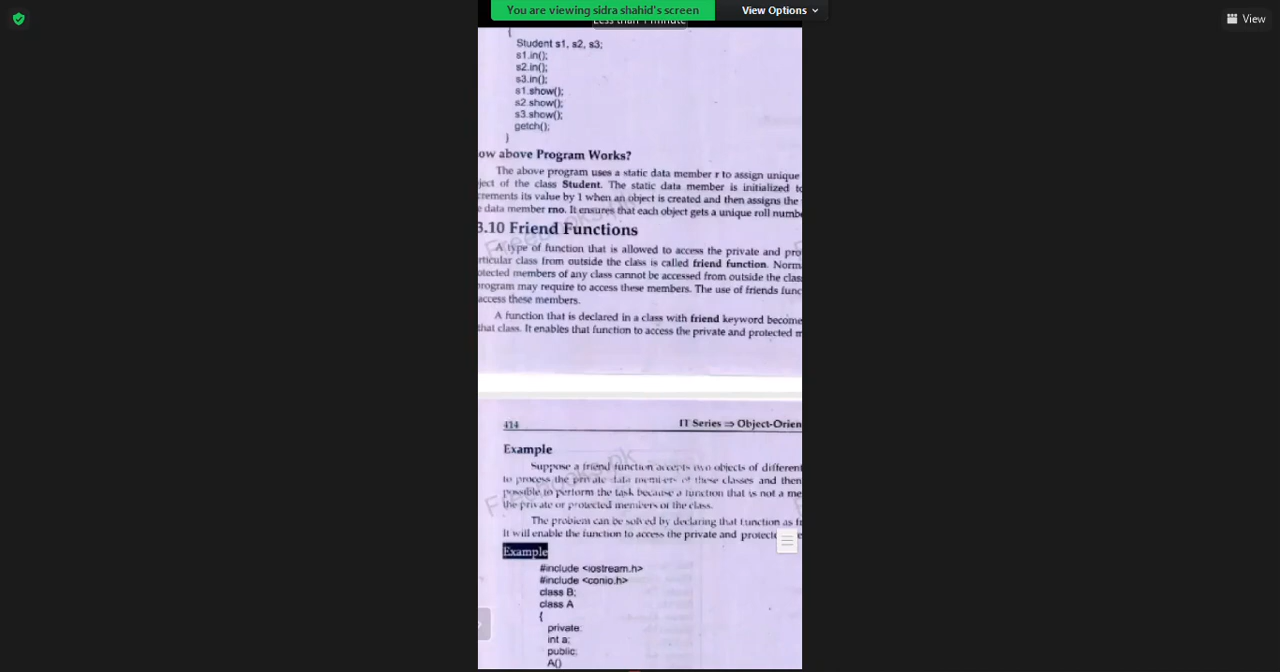 You are viewing sidra shahid's screen
View Options
View
Less than 1 minute
{
Student s1, s2, s3;
s1.in();
s2.in();
s3.in();
s1.show();
s2.show();
s3.show();
getch();
}
ow above Program Works?
The above program uses a static data member r to assign unique
ject of the class Student. The static data member is initialized to
crements its value by 1 when an object is created and then assigns the
e data member rno. It ensures that each object gets a unique roll numbe
3.10 Friend Functions
A type of function that is allowed to access the private and pro
rticular class from outside the class is called friend function. Norm
otected members of any class cannot be accessed from outside the clas
program may require to access these members. The use of friends func
access these members.
A function that is declared in a class with friend keyword become
that class. It enables that function to access the private and protected m
414
IT Series ⇒ Object-Orien
Example
Suppose a friend function accepts two objects of different
to process the private data members of these classes and then
possible to perform the task because a function that is not a me
the private or protected members of the class.
The problem can be solved by declaring that function as fr
It will enable the function to access the private and protecte
Example
#include <iostream.h>
#include <conio.h>
class B;
class A
{
private:
int a;
public:
A()